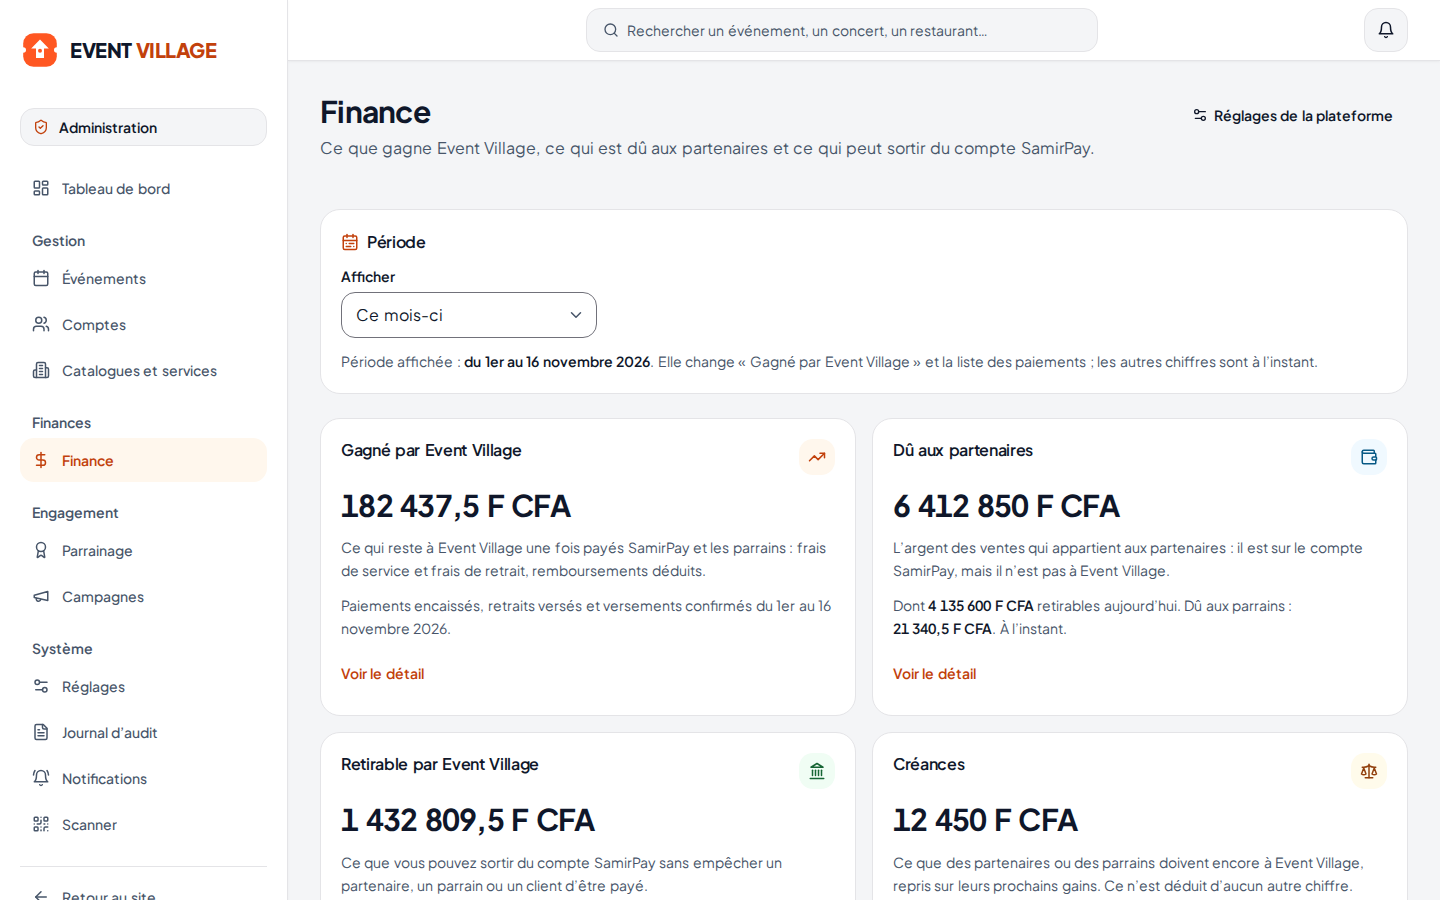 EVENT VILLAGE
Rechercher un événement, un concert, un restaurant…
Administration
Tableau de bord
Gestion
Événements
Comptes
Catalogues et services
Finances
Finance
Engagement
Parrainage
Campagnes
Système
Réglages
Journal d’audit
Notifications
Scanner
Retour au site
Finance
Réglages de la plateforme
Ce que gagne Event Village, ce qui est dû aux partenaires et ce qui peut sortir du compte SamirPay.
Période
Afficher
Ce mois-ci
Période affichée : du 1er au 16 novembre 2026. Elle change « Gagné par Event Village » et la liste des paiements ; les autres chiffres sont à l’instant.
Gagné par Event Village
182 437,5 F CFA
Ce qui reste à Event Village une fois payés SamirPay et les parrains : frais
de service et frais de retrait, remboursements déduits.
Paiements encaissés, retraits versés et versements confirmés du 1er au 16
novembre 2026.
Voir le détail
Dû aux partenaires
6 412 850 F CFA
L’argent des ventes qui appartient aux partenaires : il est sur le compte
SamirPay, mais il n’est pas à Event Village.
Dont 4 135 600 F CFA retirables aujourd’hui. Dû aux parrains :
21 340,5 F CFA. À l’instant.
Voir le détail
Retirable par Event Village
1 432 809,5 F CFA
Ce que vous pouvez sortir du compte SamirPay sans empêcher un
partenaire, un parrain ou un client d’être payé.
Créances
12 450 F CFA
Ce que des partenaires ou des parrains doivent encore à Event Village,
repris sur leurs prochains gains. Ce n’est déduit d’aucun autre chiffre.